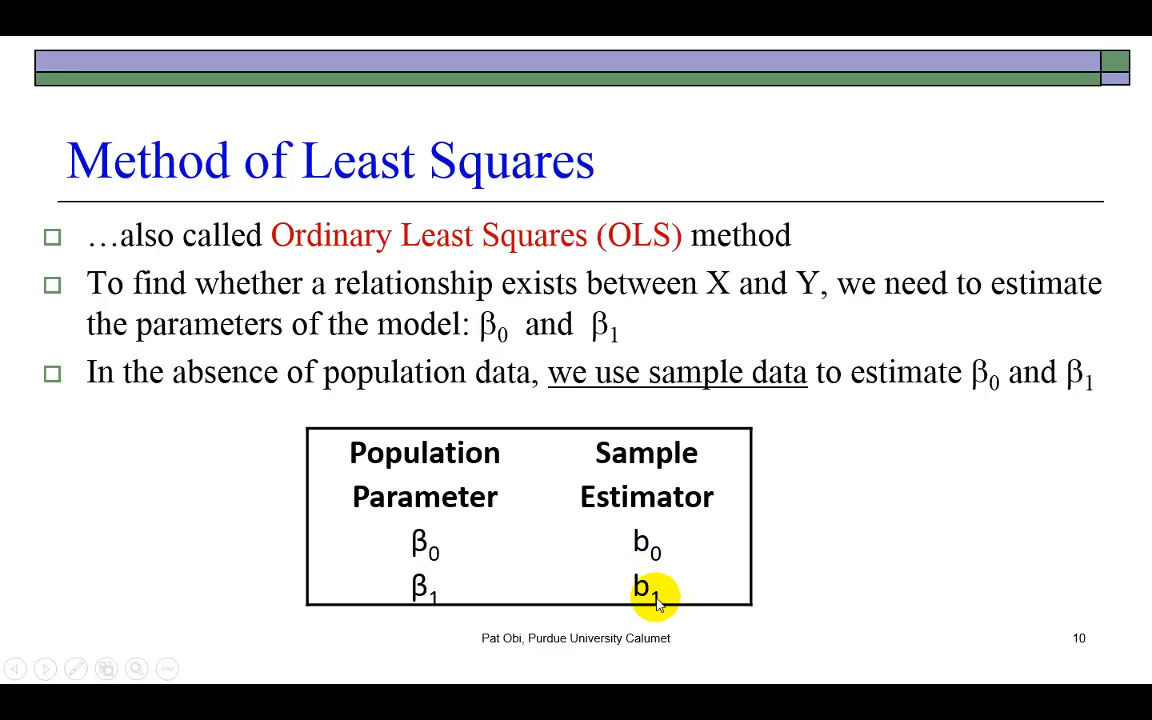 Method of Least Squares
…also called Ordinary Least Squares (OLS) method
To find whether a relationship exists between X and Y, we need to estimate
the parameters of the model: β₀ and β₁
In the absence of population data, we use sample data to estimate β₀ and β₁
Population Sample
Parameter Estimator
β₀ b₀
β₁ b₁
Pat Obi, Purdue University Calumet 10